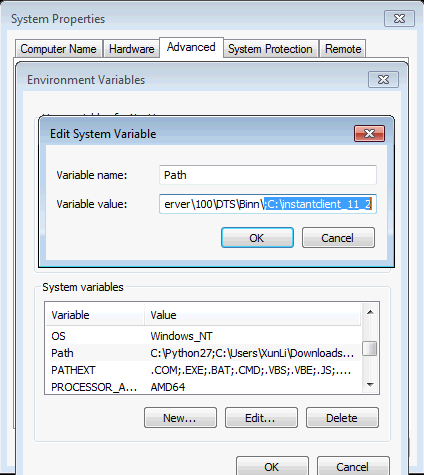 System Properties
Computer Name Hardware Advanced System Protection Remote
Environment Variables
Edit System Variable
Variable name: Path
Variable value: erver\100\DTS\Binn\;C:\instantclient_11_2
OK Cancel
System variables
Variable Value
OS Windows_NT
Path C:\Python27;C:\Users\XunLi\Downloads...
PATHEXT .COM;.EXE;.BAT;.CMD;.VBS;.VBE;.JS;....
PROCESSOR_A... AMD64
New... Edit... Delete
OK Cancel